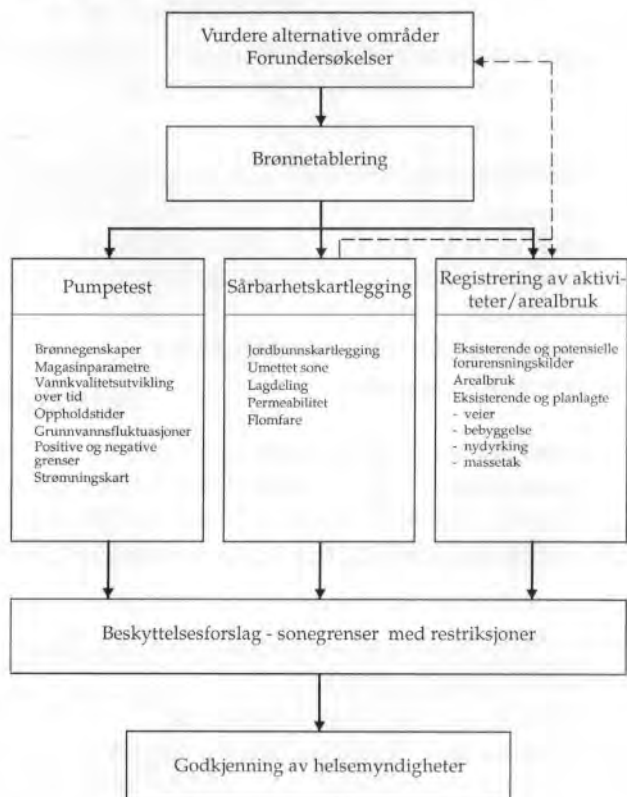 Vurdere alternative områder
Forundersøkelser
Brønnetablering
Pumpetest
Brønnegenskaper
Magasinparametre
Vannkvalitetsutvikling
over tid
Oppholdstider
Grunnvannsfluktuasjoner
Positive og negative
grenser
Strømningskart
Sårbarhetskartlegging
Jordbunnskartlegging
Umettet sone
Lagdeling
Permeabilitet
Flomfare
Registrering av aktivi-
teter/arealbruk
Eksisterende og potensielle
forurensningskilder
Arealbruk
Eksisterende og planlagte
- veier
- bebyggelse
- nydyrking
- massetak
Beskyttelsesforslag - sonegrenser med restriksjoner
Godkjenning av helsemyndigheter